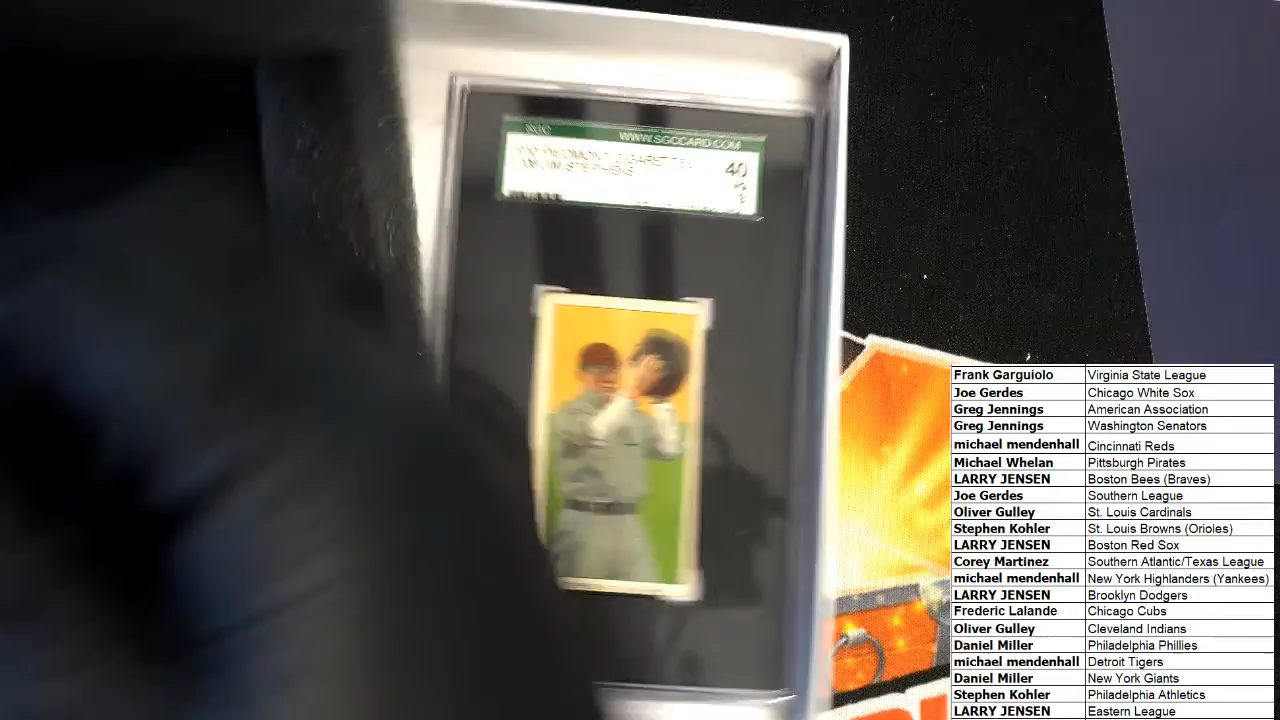 SGC WWW.SGCCARD.COM
40
Frank Garguiolo Virginia State League
Joe Gerdes Chicago White Sox
Greg Jennings American Association
Greg Jennings Washington Senators
michael mendenhall Cincinnati Reds
Michael Whelan Pittsburgh Pirates
LARRY JENSEN Boston Bees (Braves)
Joe Gerdes Southern League
Oliver Gulley St. Louis Cardinals
Stephen Kohler St. Louis Browns (Orioles)
LARRY JENSEN Boston Red Sox
Corey Martinez Southern Atlantic/Texas League
michael mendenhall New York Highlanders (Yankees)
LARRY JENSEN Brooklyn Dodgers
Frederic Lalande Chicago Cubs
Oliver Gulley Cleveland Indians
Daniel Miller Philadelphia Phillies
michael mendenhall Detroit Tigers
Daniel Miller New York Giants
Stephen Kohler Philadelphia Athletics
LARRY JENSEN Eastern League